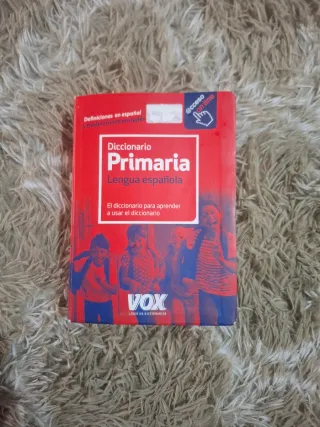 Definiciones en español
Diccionario
Primaria
Lengua española
El diccionario para aprender
a usar el diccionario
VOX